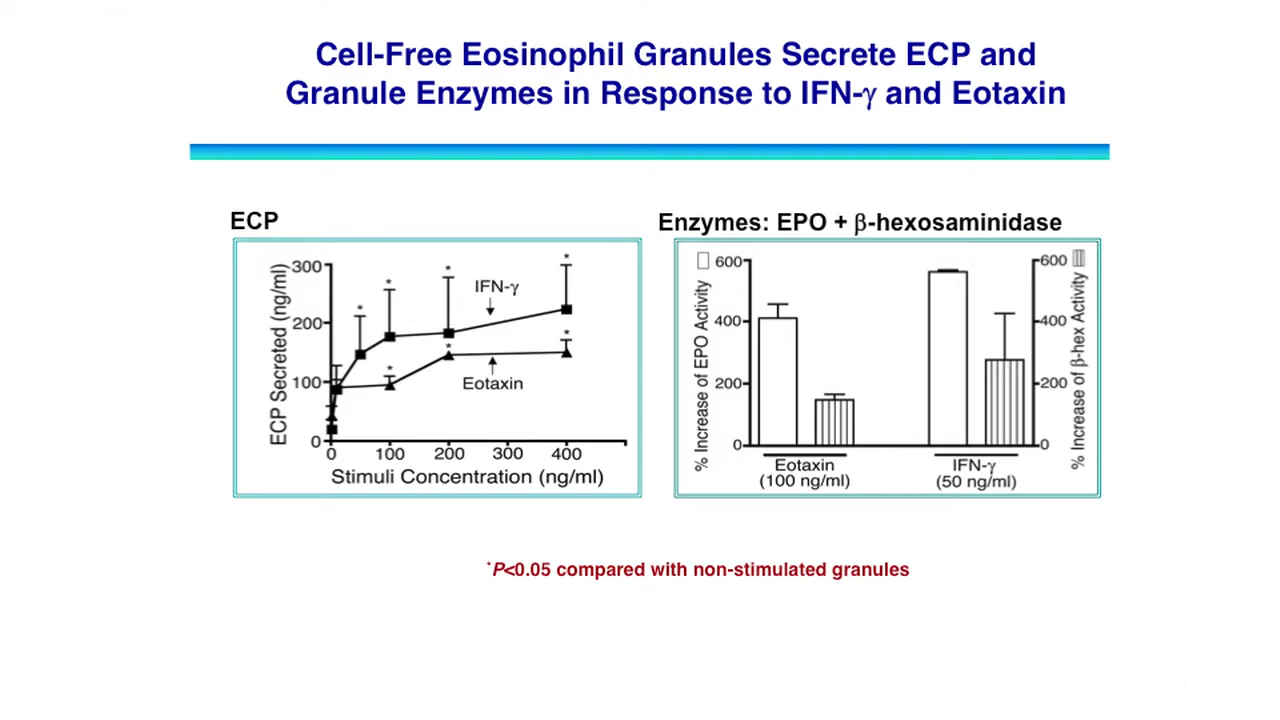 Cell-Free Eosinophil Granules Secrete ECP and
Granule Enzymes in Response to IFN-γ and Eotaxin
ECP
ECP Secreted (ng/ml)
300
200
100
0
*
*
*
*
*
*
*
IFN-γ
Eotaxin
0 100 200 300 400
Stimuli Concentration (ng/ml)
Enzymes: EPO + β-hexosaminidase
% Increase of EPO Activity
600
400
200
0
600
400
200
0
% Increase of β-hex Activity
Eotaxin
(100 ng/ml)
IFN-γ
(50 ng/ml)
*P<0.05 compared with non-stimulated granules